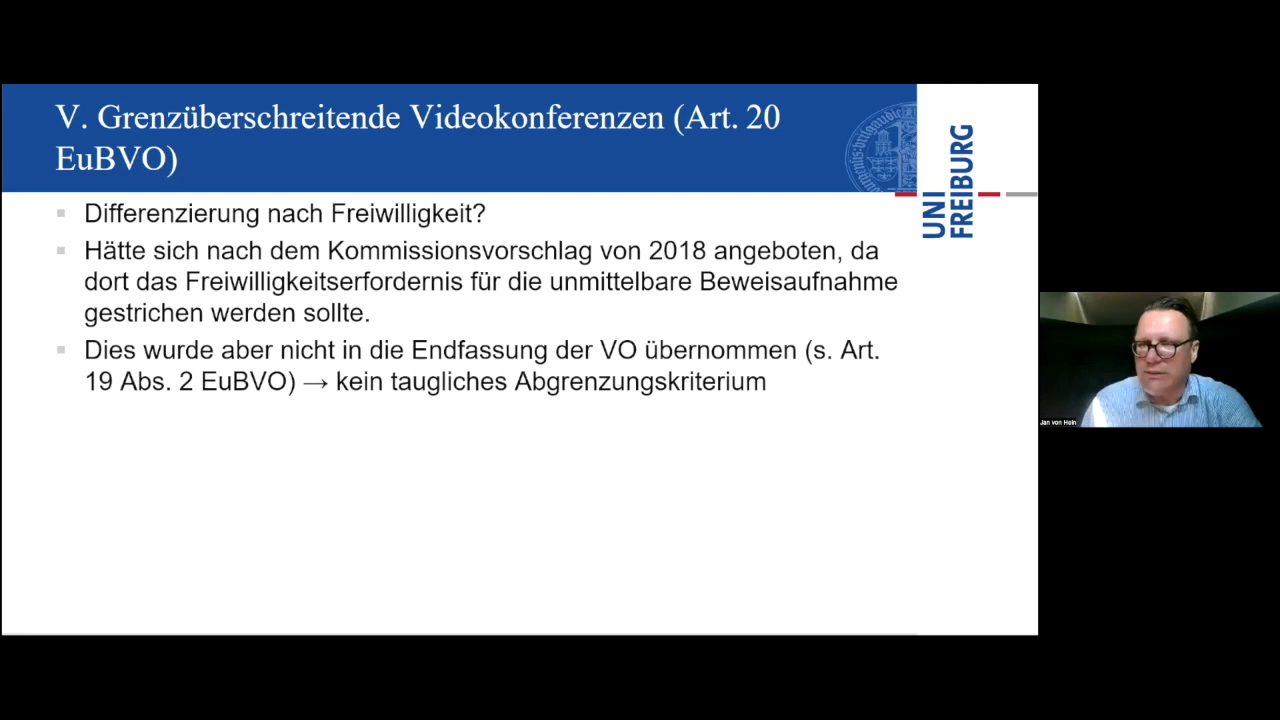 V. Grenzüberschreitende Videokonferenzen (Art. 20
EuBVO)
UNI
FREIBURG
▪ Differenzierung nach Freiwilligkeit?
▪ Hätte sich nach dem Kommissionsvorschlag von 2018 angeboten, da
dort das Freiwilligkeitserfordernis für die unmittelbare Beweisaufnahme
gestrichen werden sollte.
▪ Dies wurde aber nicht in die Endfassung der VO übernommen (s. Art.
19 Abs. 2 EuBVO) → kein taugliches Abgrenzungskriterium
Jan von Hein